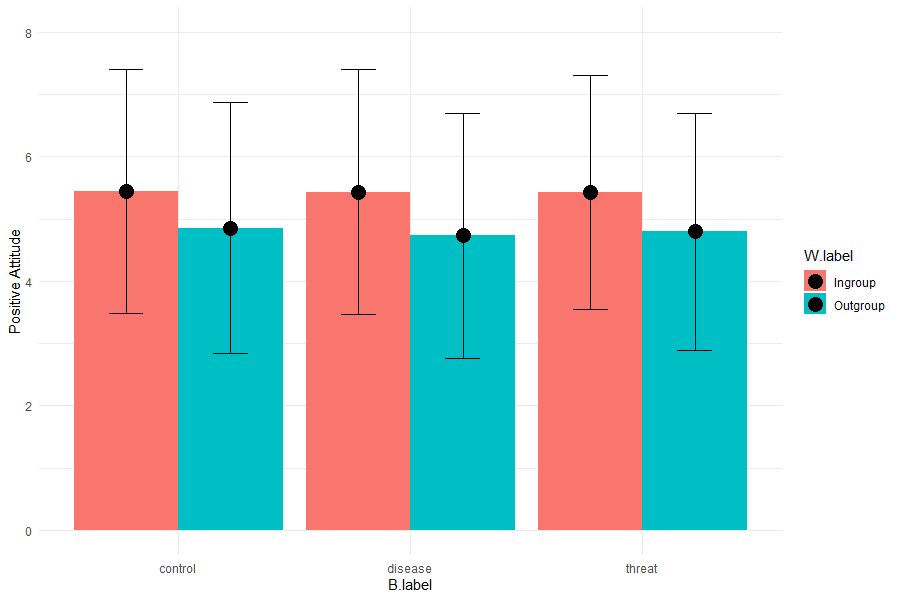 8
6
4
2
0
Positive Attitude
control
disease
threat
B.label
W.label
Ingroup
Outgroup